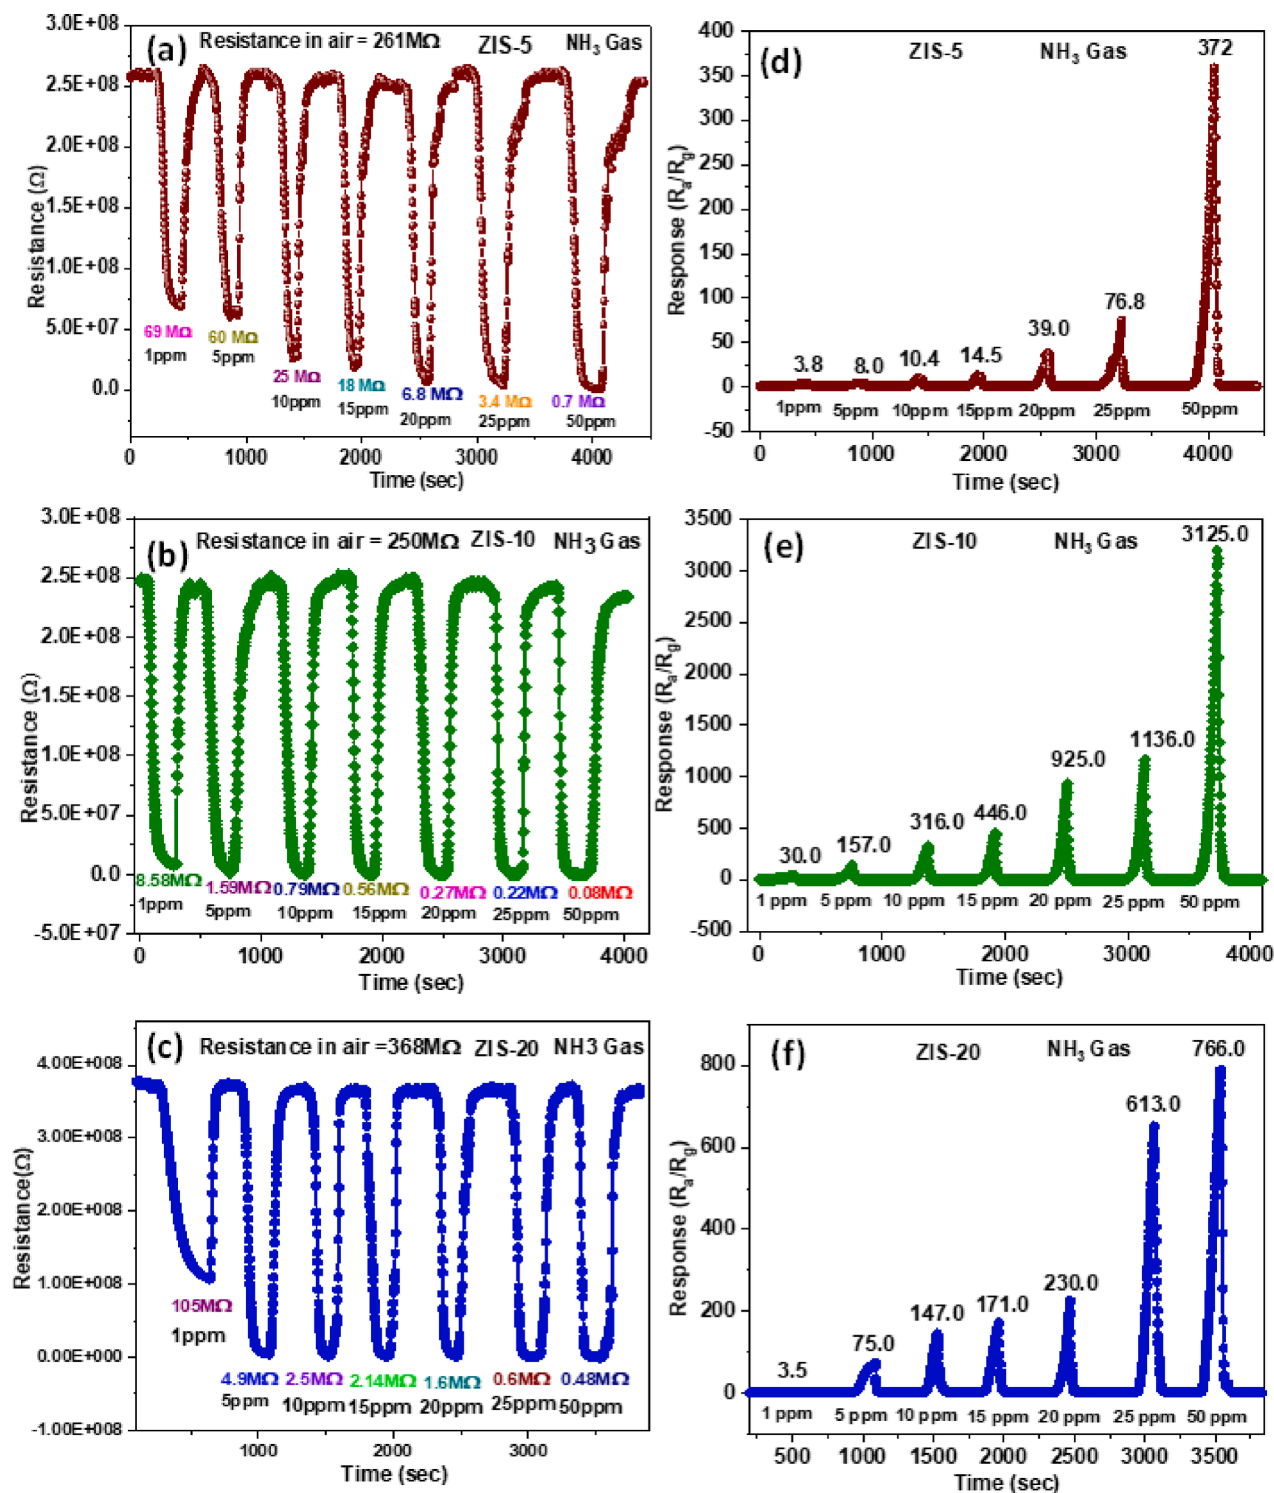 (a) Resistance in air = 261MΩ ZIS-5 NH₃ Gas
3.0E+08
2.5E+08
2.0E+08
1.5E+08
1.0E+08
5.0E+07
0.0
Resistance (Ω)
69 MΩ
1ppm
60 MΩ
5ppm
25 MΩ
10ppm
18 MΩ
15ppm
6.8 MΩ
20ppm
3.4 MΩ
25ppm
0.7 MΩ
50ppm
0 1000 2000 3000 4000
Time (sec)
(d) ZIS-5 NH₃ Gas
400
350
300
250
200
150
100
50
0
-50
Response (Rₐ/R_g)
3.8 8.0 10.4 14.5 39.0 76.8 372
1ppm 5ppm 10ppm 15ppm 20ppm 25ppm 50ppm
0 1000 2000 3000 4000
Time (sec)
(b) Resistance in air = 250MΩ ZIS-10 NH3 Gas
3.0E+08
2.5E+08
2.0E+08
1.5E+08
1.0E+08
5.0E+07
0.0
-5.0E+07
Resistance (Ω)
8.58MΩ
1ppm
1.59MΩ
5ppm
0.79MΩ
10ppm
0.56MΩ
15ppm
0.27MΩ
20ppm
0.22MΩ
25ppm
0.08MΩ
50ppm
0 1000 2000 3000 4000
Time (sec)
(e) ZIS-10 NH₃ Gas
3500
3000
2500
2000
1500
1000
500
0
-500
Response (Rₐ/R_g)
30.0 157.0 316.0 446.0 925.0 1136.0 3125.0
1 ppm 5 ppm 10 ppm 15 ppm 20 ppm 25 ppm 50 ppm
0 1000 2000 3000 4000
Time (sec)
(c) Resistance in air =368MΩ ZIS-20 NH3 Gas
4.00E+008
3.00E+008
2.00E+008
1.00E+008
0.00E+000
-1.00E+008
Resistance(Ω)
105MΩ
1ppm
4.9MΩ
5ppm
2.5MΩ
10ppm
2.14MΩ
15ppm
1.6MΩ
20ppm
0.6MΩ
25ppm
0.48MΩ
50ppm
1000 2000 3000
Time (sec)
(f) ZIS-20 NH₃ Gas
800
600
400
200
0
Response (Rₐ/R_g)
3.5 75.0 147.0 171.0 230.0 613.0 766.0
1 ppm 5 ppm 10 ppm 15 ppm 20 ppm 25 ppm 50 ppm
500 1000 1500 2000 2500 3000 3500
Time (sec)